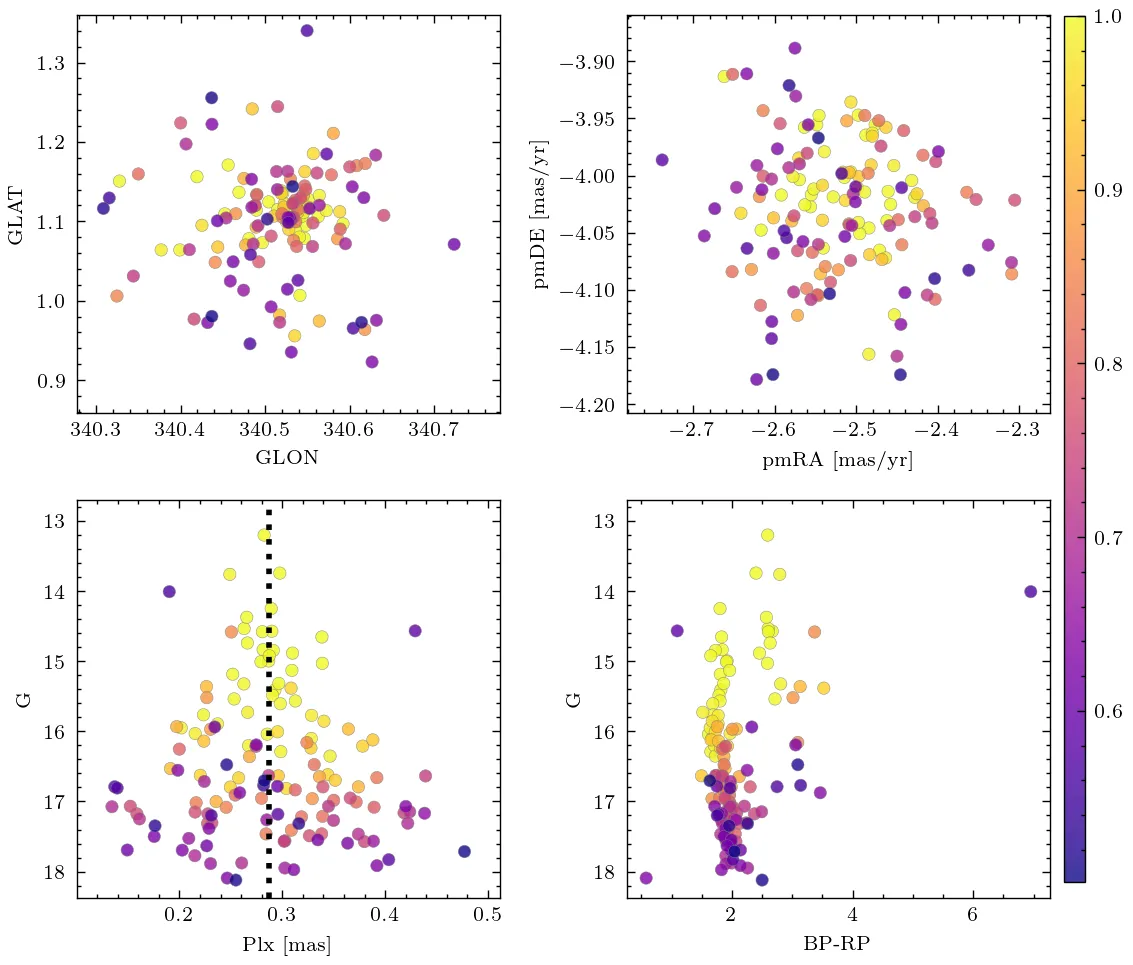 1.3
1.2
1.1
1.0
0.9
GLAT
340.3 340.4 340.5 340.6 340.7
GLON
−3.90
−3.95
−4.00
−4.05
−4.10
−4.15
−4.20
pmDE [mas/yr]
−2.7 −2.6 −2.5 −2.4 −2.3
pmRA [mas/yr]
13
14
15
16
17
18
G
0.2 0.3 0.4 0.5
Plx [mas]
13
14
15
16
17
18
G
2 4 6
BP-RP
1.0
0.9
0.8
0.7
0.6